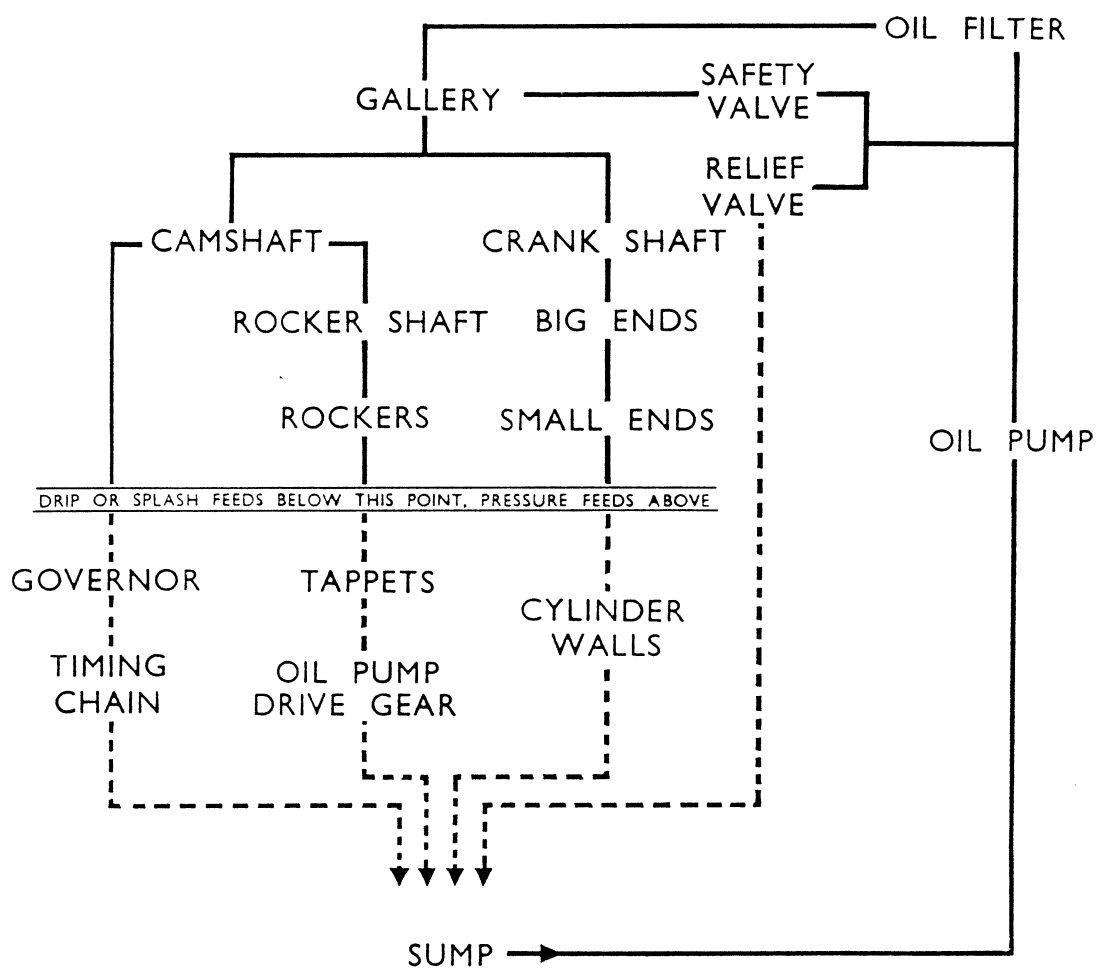 OIL FILTER
SAFETY
VALVE
GALLERY
RELIEF
VALVE
CAMSHAFT
CRANK SHAFT
ROCKER SHAFT
BIG ENDS
ROCKERS
SMALL ENDS
OIL PUMP
DRIP OR SPLASH FEEDS BELOW THIS POINT, PRESSURE FEEDS ABOVE
GOVERNOR
TAPPETS
CYLINDER
WALLS
TIMING
CHAIN
OIL PUMP
DRIVE GEAR
SUMP